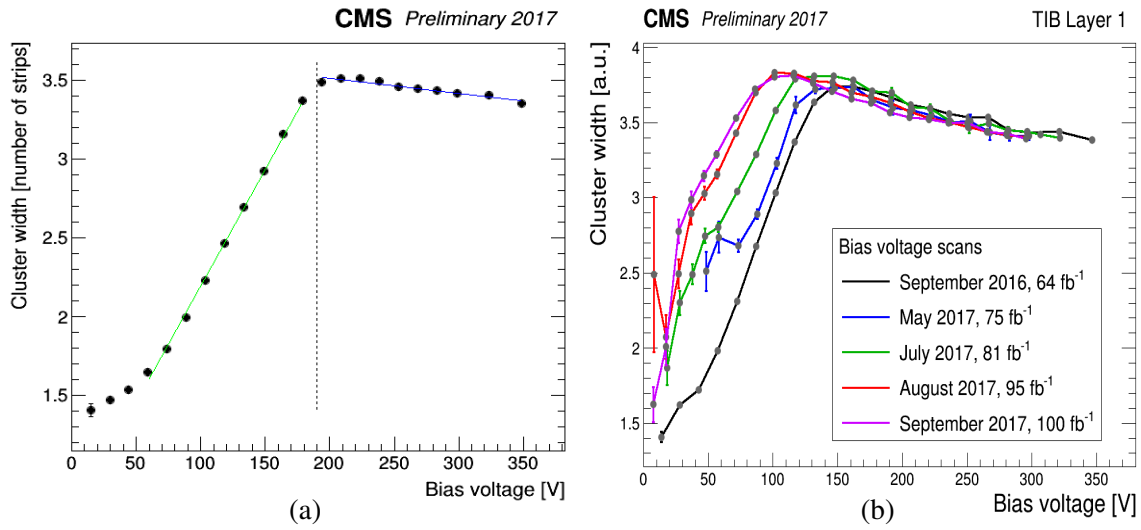 CMS Preliminary 2017
Cluster width [number of strips]
3.5
3
2.5
2
1.5
0 50 100 150 200 250 300 350
Bias voltage [V]
(a)
CMS Preliminary 2017 TIB Layer 1
Cluster width [a.u.]
4
3.5
3
2.5
2
1.5
Bias voltage scans
September 2016, 64 fb⁻¹
May 2017, 75 fb⁻¹
July 2017, 81 fb⁻¹
August 2017, 95 fb⁻¹
September 2017, 100 fb⁻¹
0 50 100 150 200 250 300 350
Bias voltage [V]
(b)